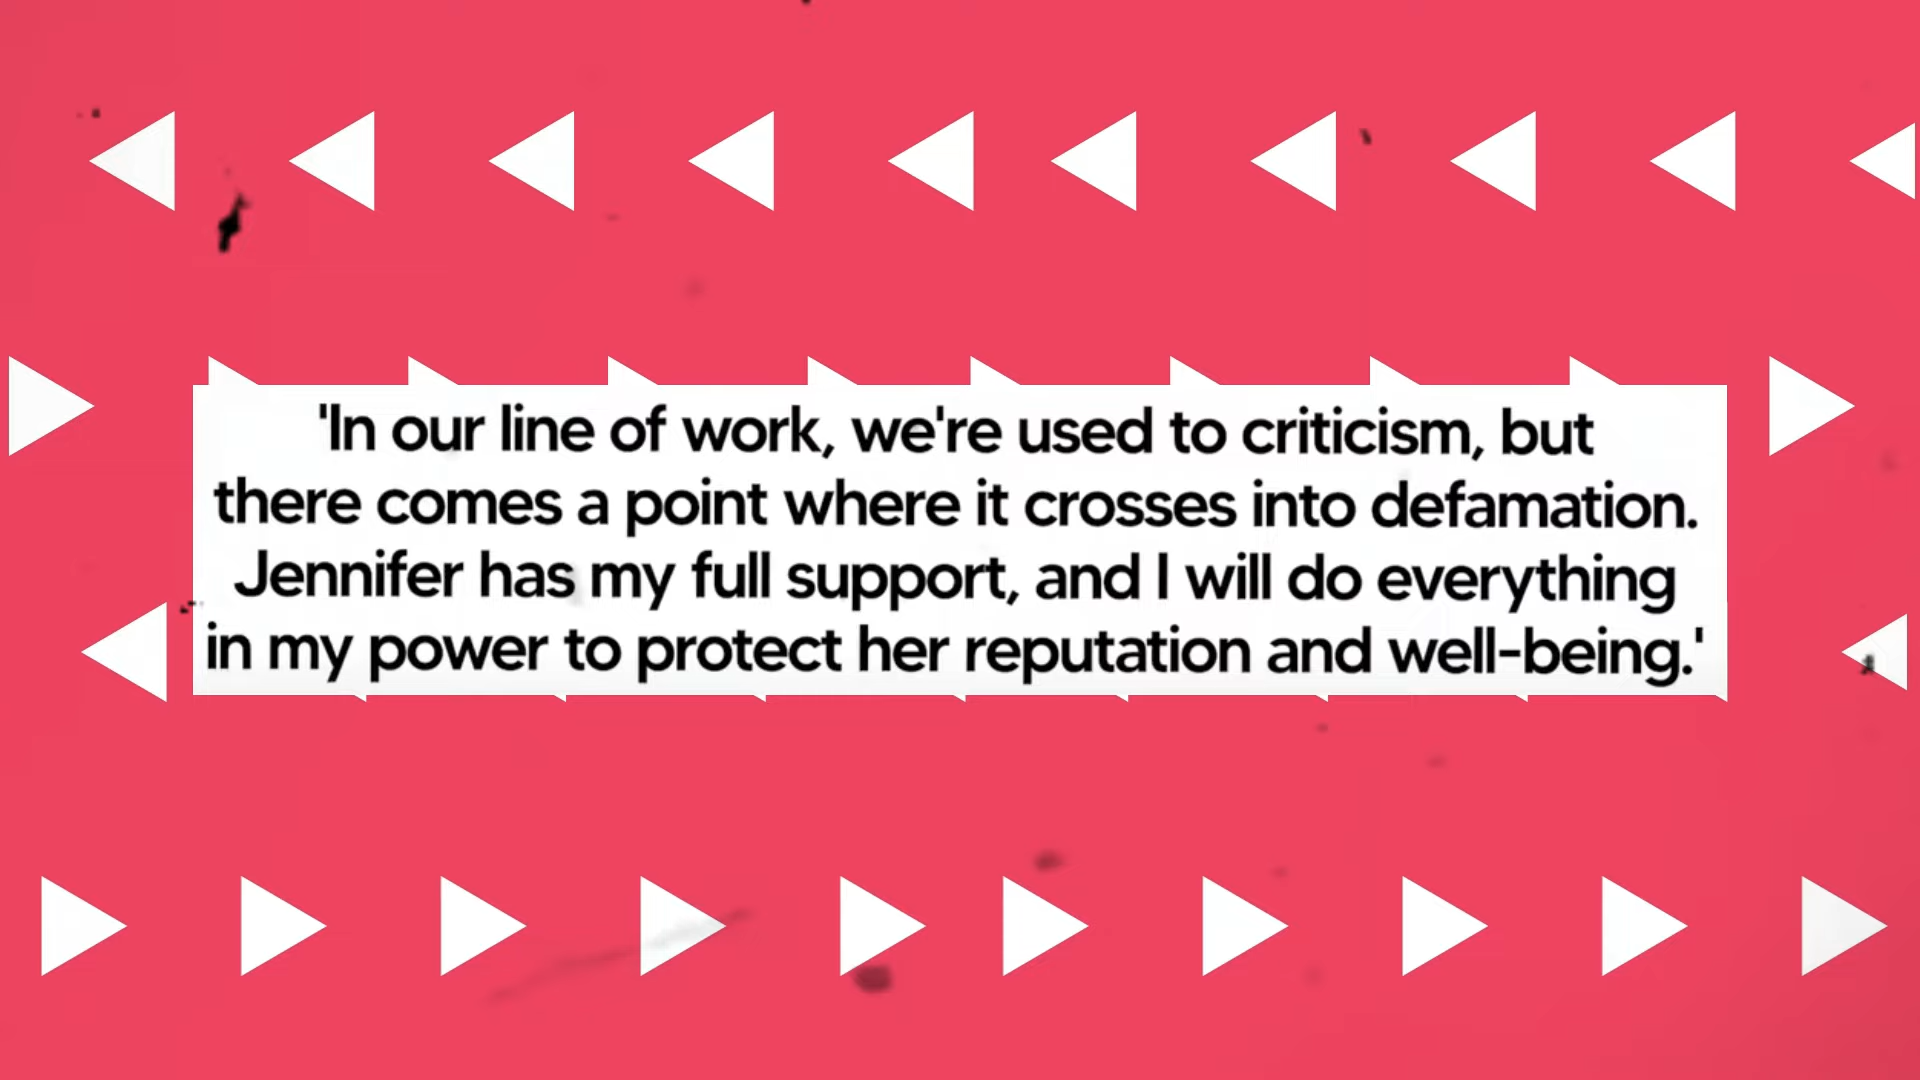 'In our line of work, we're used to criticism, but
there comes a point where it crosses into defamation.
Jennifer has my full support, and I will do everything
in my power to protect her reputation and well-being.'